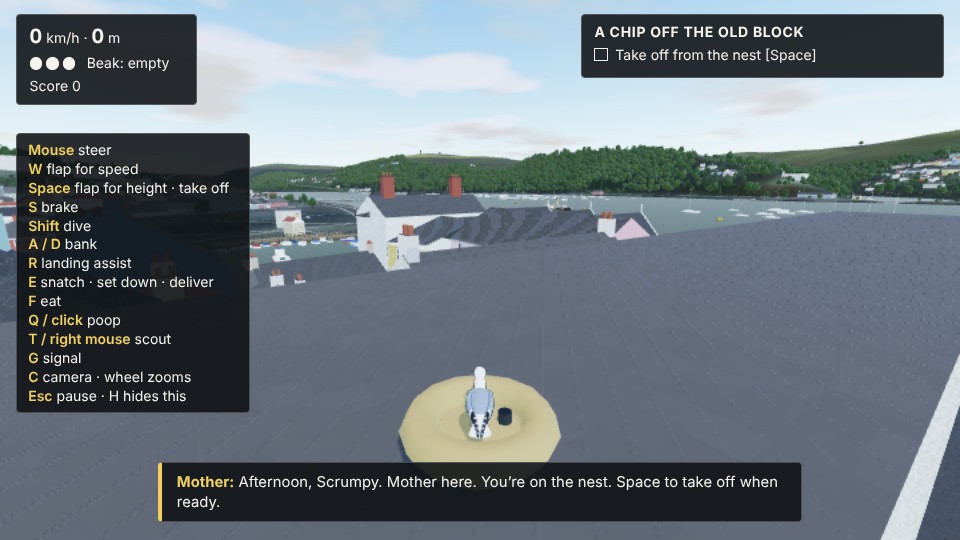 0 km/h · 0 m
Beak: empty
Score 0
A CHIP OFF THE OLD BLOCK
Take off from the nest [Space]
Mouse steer
W flap for speed
Space flap for height · take off
S brake
Shift dive
A / D bank
R landing assist
E snatch · set down · deliver
F eat
Q / click poop
T / right mouse scout
G signal
C camera · wheel zooms
Esc pause · H hides this
Mother: Afternoon, Scrumpy. Mother here. You’re on the nest. Space to take off when
ready.